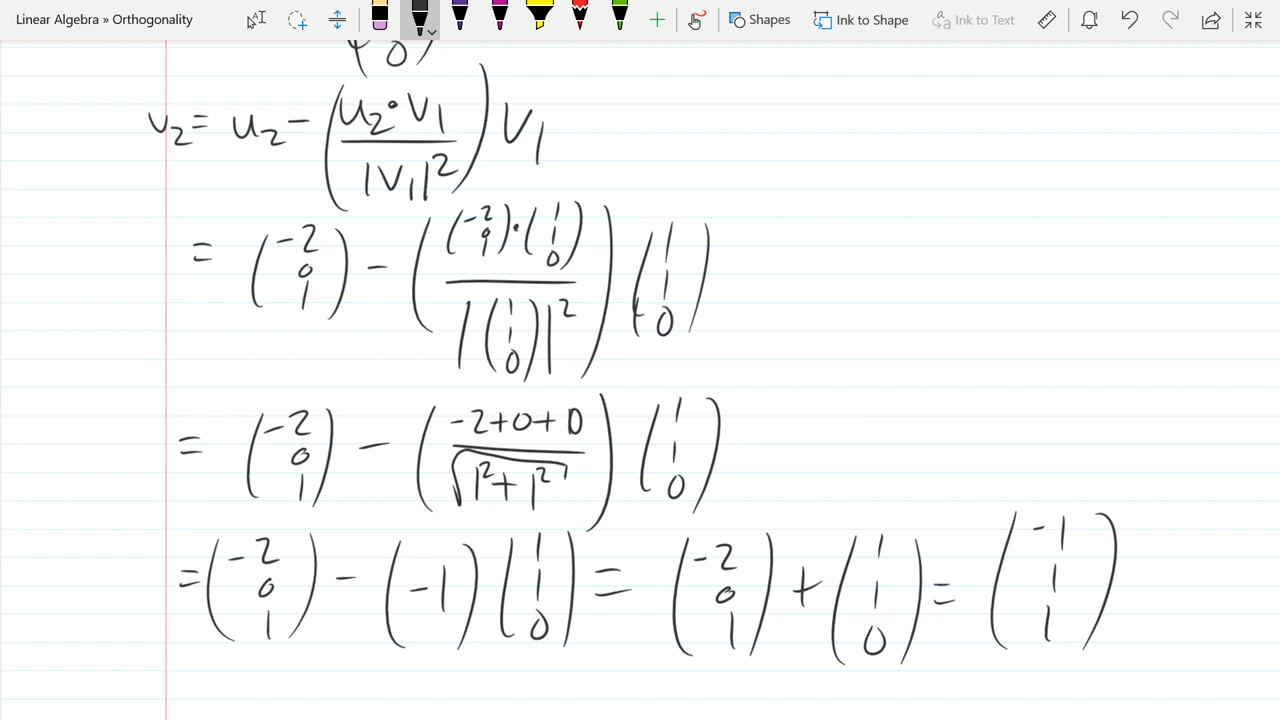 Linear Algebra » Orthogonality Shapes Ink to Shape Ink to Text
0
v₂ = u₂ − (u₂ · v₁ / |v₁|²) v₁
= (-2 0 1) − ((-2 0 1) · (1 1 0) / |(1 1 0)|²) (1 1 0)
= (-2 0 1) − (-2+0+0 / √(1²+1²)) (1 1 0)
= (-2 0 1) − (-1) (1 1 0) = (-2 0 1) + (1 1 0) = (-1 1 1)